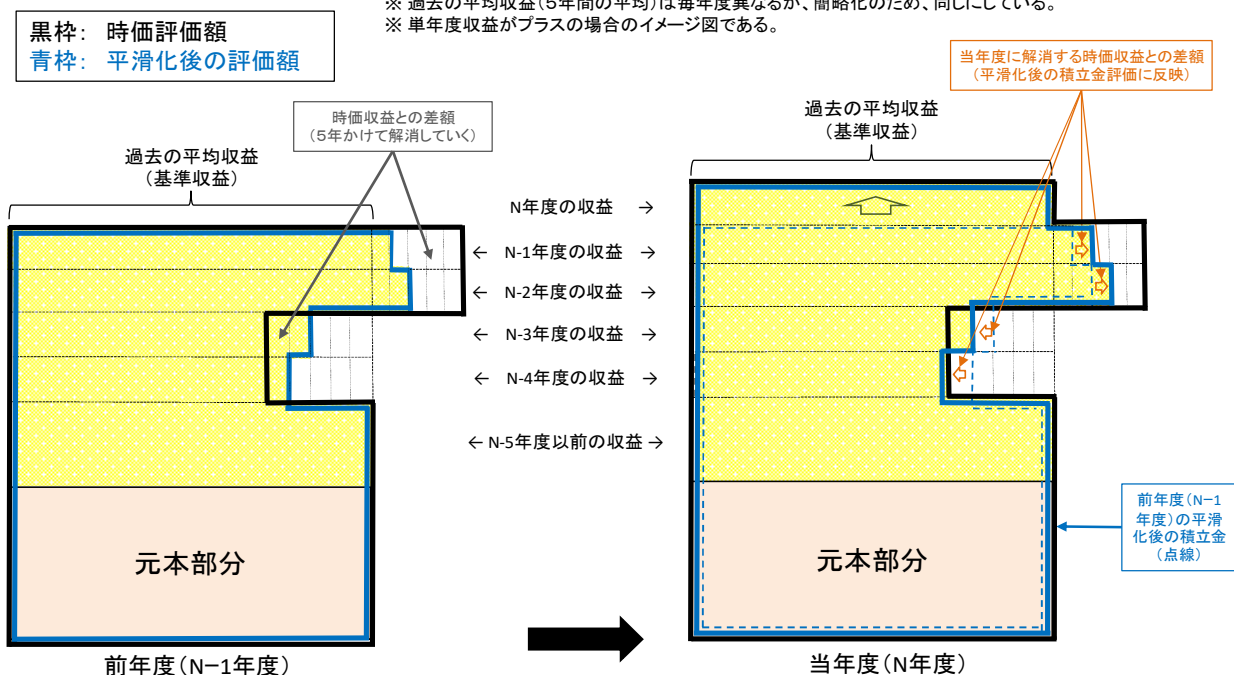 ※ 過去の平均収益(5年間の平均)は毎年度異なるが、簡略化のため、同じにしている。
※ 単年度収益がプラスの場合のイメージ図である。
黒枠: 時価評価額
青枠: 平滑化後の評価額
当年度に解消する時価収益との差額
(平滑化後の積立金評価に反映)
時価収益との差額
(5年かけて解消していく)
過去の平均収益
(基準収益)
過去の平均収益
(基準収益)
N年度の収益 →
← N-1年度の収益 →
← N-2年度の収益 →
← N-3年度の収益 →
← N-4年度の収益 →
← N-5年度以前の収益 →
前年度(N-1
年度)の平滑
化後の積立金
(点線)
元本部分
元本部分
前年度(N-1年度)
当年度(N年度)